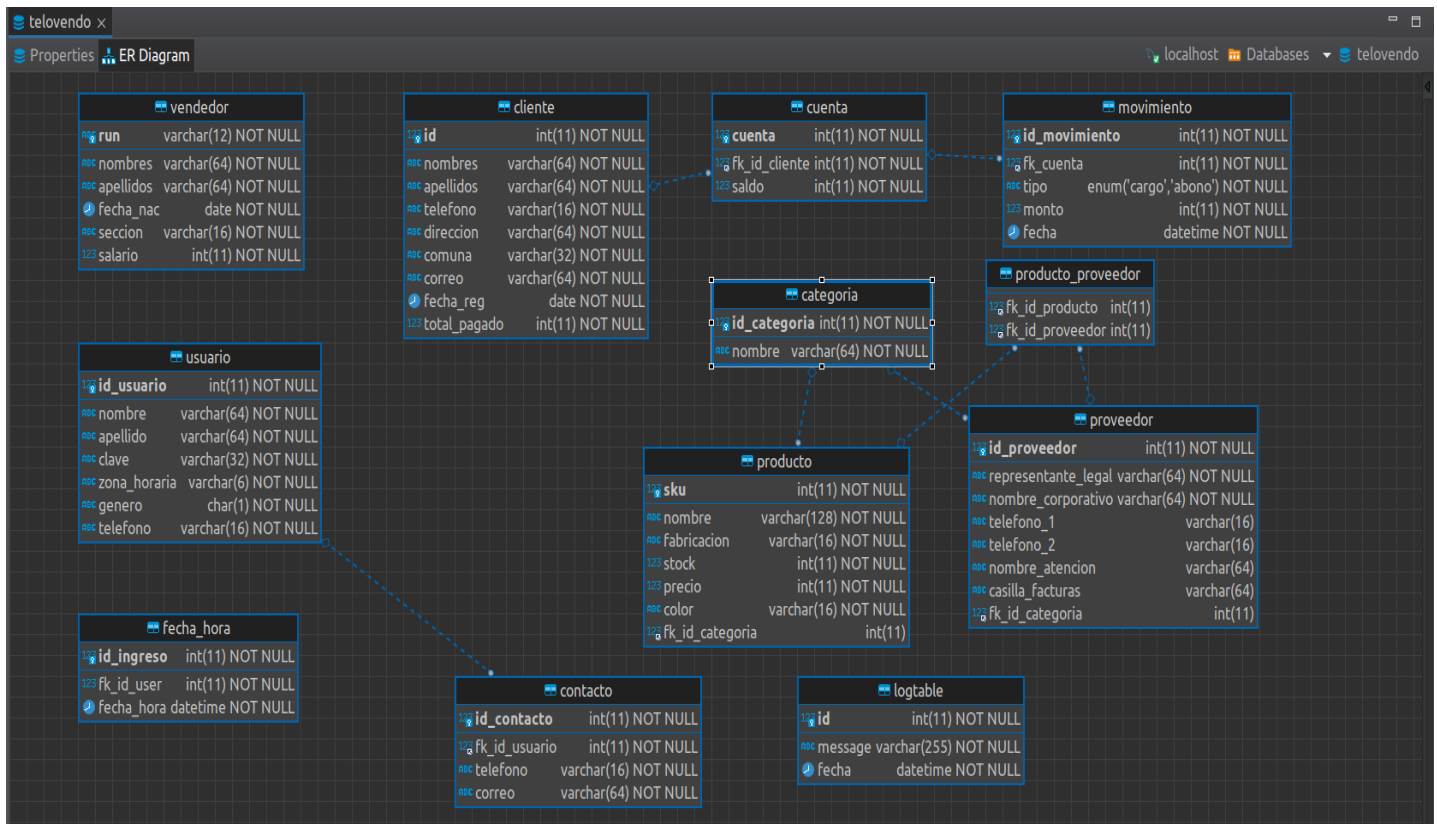 telovendo
Properties ER Diagram localhost Databases telovendo
vendedor
run varchar(12) NOT NULL
nombres varchar(64) NOT NULL
apellidos varchar(64) NOT NULL
fecha_nac date NOT NULL
seccion varchar(16) NOT NULL
salario int(11) NOT NULL
cliente
id int(11) NOT NULL
nombres varchar(64) NOT NULL
apellidos varchar(64) NOT NULL
telefono varchar(16) NOT NULL
direccion varchar(64) NOT NULL
comuna varchar(32) NOT NULL
correo varchar(64) NOT NULL
fecha_reg date NOT NULL
total_pagado int(11) NOT NULL
cuenta
cuenta int(11) NOT NULL
fk_id_cliente int(11) NOT NULL
saldo int(11) NOT NULL
movimiento
id_movimiento int(11) NOT NULL
fk_cuenta int(11) NOT NULL
tipo enum('cargo','abono') NOT NULL
monto int(11) NOT NULL
fecha datetime NOT NULL
categoria
id_categoria int(11) NOT NULL
nombre varchar(64) NOT NULL
producto_proveedor
fk_id_producto int(11)
fk_id_proveedor int(11)
usuario
id_usuario int(11) NOT NULL
nombre varchar(64) NOT NULL
apellido varchar(64) NOT NULL
clave varchar(32) NOT NULL
zona_horaria varchar(6) NOT NULL
genero char(1) NOT NULL
telefono varchar(16) NOT NULL
producto
sku int(11) NOT NULL
nombre varchar(128) NOT NULL
fabricacion varchar(16) NOT NULL
stock int(11) NOT NULL
precio int(11) NOT NULL
color varchar(16) NOT NULL
fk_id_categoria int(11)
proveedor
id_proveedor int(11) NOT NULL
representante_legal varchar(64) NOT NULL
nombre_corporativo varchar(64) NOT NULL
telefono_1 varchar(16)
telefono_2 varchar(16)
nombre_atencion varchar(64)
casilla_facturas varchar(64)
fk_id_categoria int(11)
fecha_hora
id_ingreso int(11) NOT NULL
fk_id_user int(11) NOT NULL
fecha_hora datetime NOT NULL
contacto
id_contacto int(11) NOT NULL
fk_id_usuario int(11) NOT NULL
telefono varchar(16) NOT NULL
correo varchar(64) NOT NULL
logtable
id int(11) NOT NULL
message varchar(255) NOT NULL
fecha datetime NOT NULL